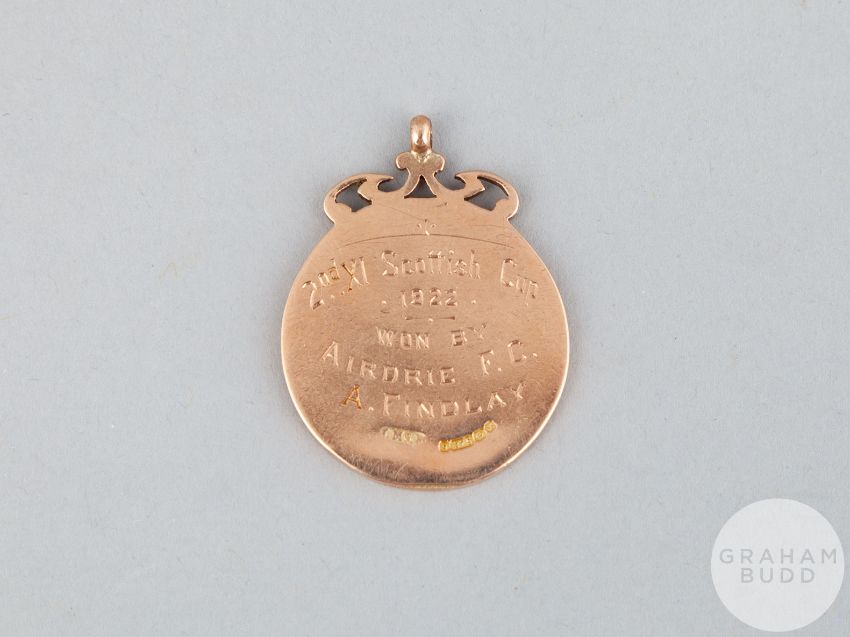 2nd XI Scottish Cup
· 1922 ·
WON BY
AIRDRIE F.C.
A. FINDLAY
GRAHAM
BUDD